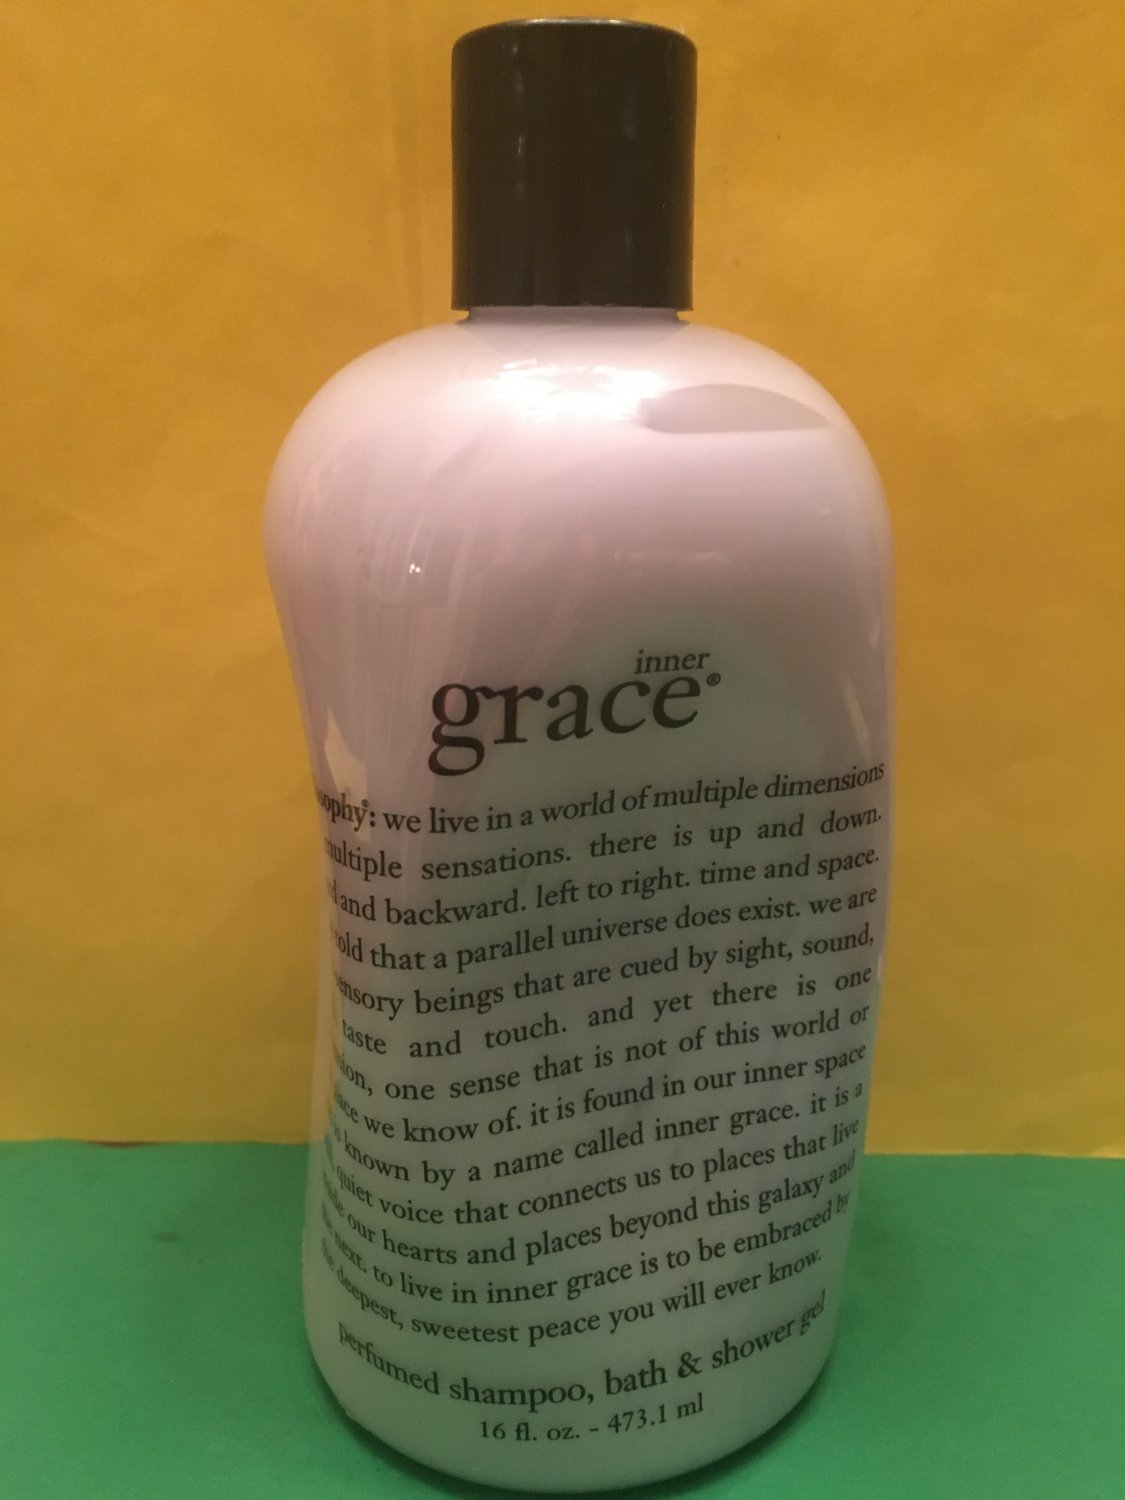 inner
grace®
we live in a world of multiple dimensions
multiple sensations. there is up and down.
and backward. left to right. time and space.
told that a parallel universe does exist. we are
sensory beings that are cued by sight, sound,
taste and touch. and yet there is one
one sense that is not of this world or
we know of. it is found in our inner space
known by a name called inner grace. it is a
quiet voice that connects us to places that live
our hearts and places beyond this galaxy and
next. to live in inner grace is to be embraced by
the deepest, sweetest peace you will ever know.
perfumed shampoo, bath & shower gel
16 fl. oz. - 473.1 ml